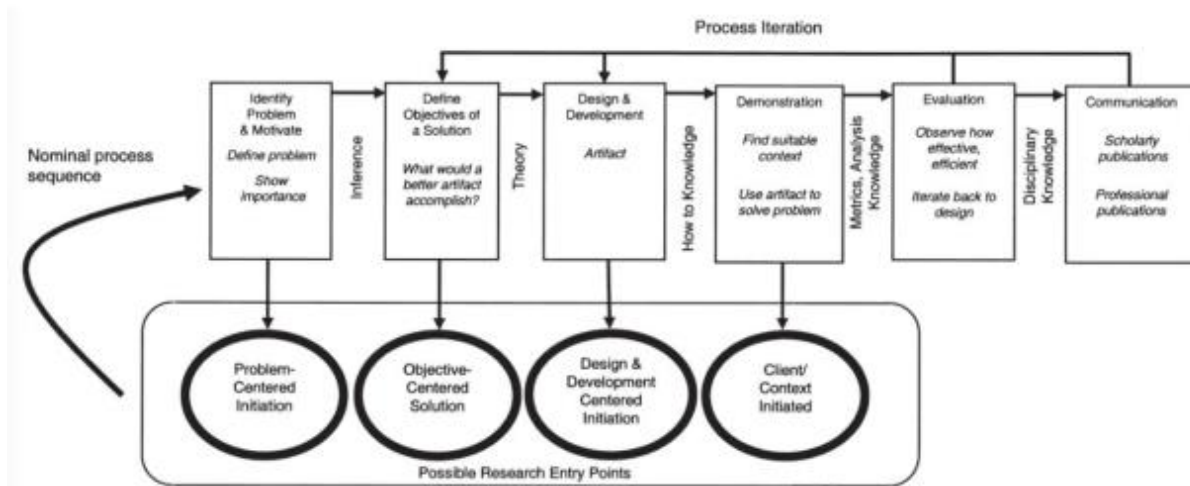 Process Iteration
Nominal process
sequence
Identify
Problem
& Motivate
Define problem
Show
importance
Inference
Define
Objectives of
a Solution
What would a
better artifact
accomplish?
Theory
Design &
Development
Artifact
How to Knowledge
Demonstration
Find suitable
context
Use artifact to
solve problem
Metrics, Analysis
Knowledge
Evaluation
Observe how
effective,
efficient
Iterate back to
design
Disciplinary
Knowledge
Communication
Scholarly
publications
Professional
publications
Problem-
Centered
Initiation
Objective-
Centered
Solution
Design &
Development
Centered
Initiation
Client/
Context
Initiated
Possible Research Entry Points